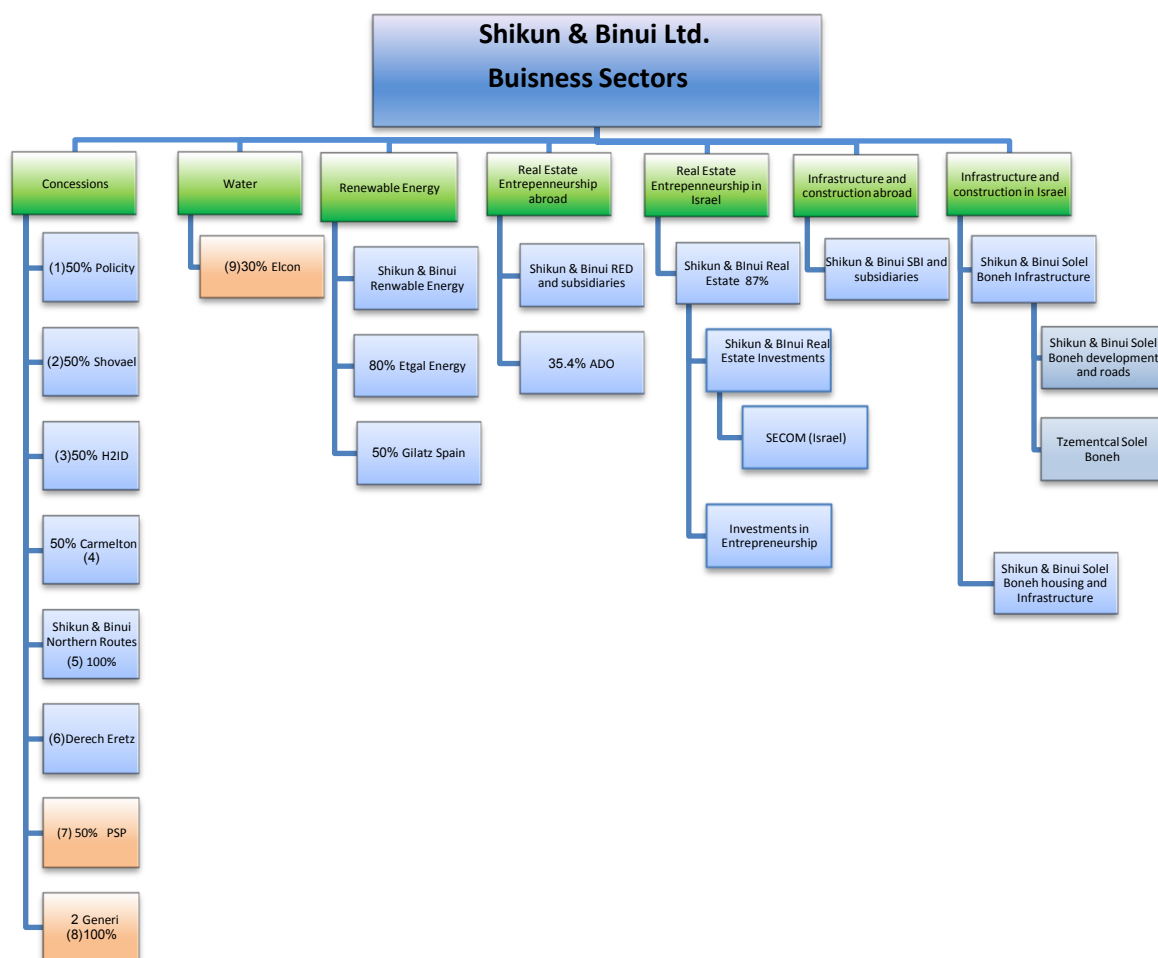 Shikun & Binui Ltd.
Buisness Sectors
Concessions
Water
Renewable Energy
Real Estate
Entrepenneurship
abroad
Real Estate
Entrepenneurship in
Israel
Infrastructure and
construction abroad
Infrastructure and
construction in Israel
(1)50% Policity
(2)50% Shovael
(3)50% H2ID
50% Carmelton
(4)
Shikun & Binui
Northern Routes
(5) 100%
(6)Derech Eretz
(7) 50% PSP
2 Generi
(8)100%
(9)30% Elcon
Shikun & Binui
Renwable Energy
80% Etgal Energy
50% Gilatz Spain
Shikun & Binui RED
and subsidiaries
35.4% ADO
Shikun & BInui Real
Estate 87%
Shikun & BInui Real
Estate Investments
SECOM (Israel)
Investments in
Entrepreneurship
Shikun & Binui SBI and
subsidiaries
Shikun & Binui Solel
Boneh Infrastructure
Shikun & Binui Solel
Boneh development
and roads
Tzementcal Solel
Boneh
Shikun & Binui Solel
Boneh housing and
Infrastructure